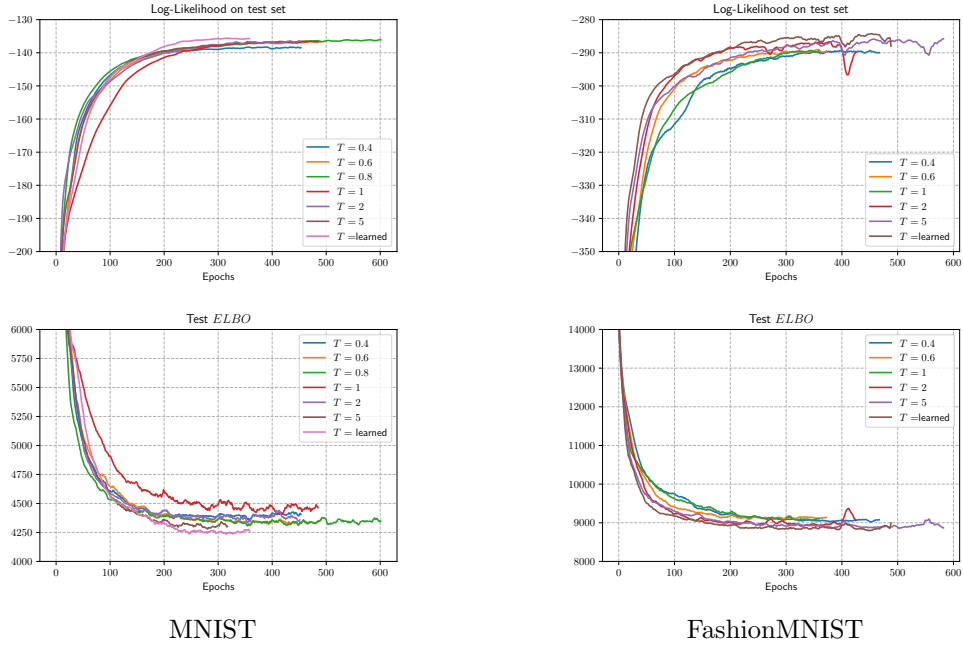 Log-Likelihood on test set
−130
−140
−150
−160
−170
−180
−190
−200
0 100 200 300 400 500 600
Epochs
T = 0.4
T = 0.6
T = 0.8
T = 1
T = 2
T = 5
T =learned
Log-Likelihood on test set
−280
−290
−300
−310
−320
−330
−340
−350
0 100 200 300 400 500 600
Epochs
T = 0.4
T = 0.6
T = 1
T = 2
T = 5
T =learned
Test ELBO
6000
5750
5500
5250
5000
4750
4500
4250
4000
0 100 200 300 400 500 600
Epochs
T = 0.4
T = 0.6
T = 0.8
T = 1
T = 2
T = 5
T = learned
Test ELBO
14000
13000
12000
11000
10000
9000
8000
0 100 200 300 400 500 600
Epochs
T = 0.4
T = 0.6
T = 1
T = 2
T = 5
T =learned
MNIST
FashionMNIST